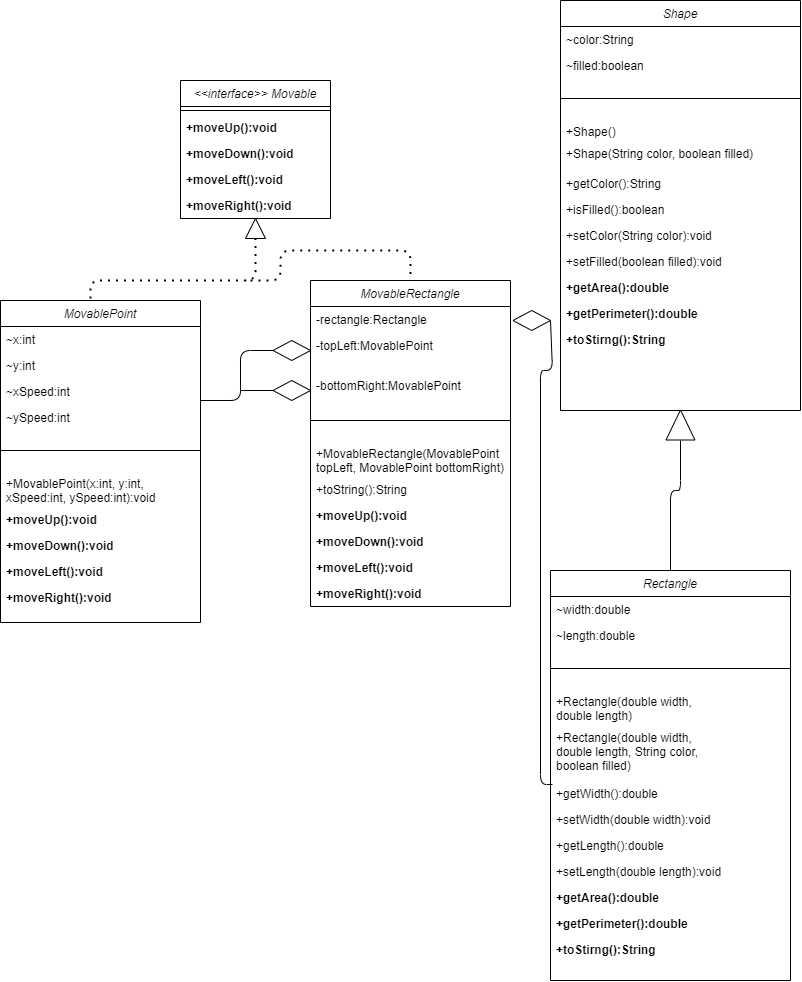 Shape
~color:String
~filled:boolean
+Shape()
+Shape(String color, boolean filled)
+getColor():String
+isFilled():boolean
+setColor(String color):void
+setFilled(boolean filled):void
+getArea():double
+getPerimeter():double
+toStirng():String
<<interface>> Movable
+moveUp():void
+moveDown():void
+moveLeft():void
+moveRight():void
MovablePoint
~x:int
~y:int
~xSpeed:int
~ySpeed:int
+MovablePoint(x:int, y:int,
xSpeed:int, ySpeed:int):void
+moveUp():void
+moveDown():void
+moveLeft():void
+moveRight():void
MovableRectangle
-rectangle:Rectangle
-topLeft:MovablePoint
-bottomRight:MovablePoint
+MovableRectangle(MovablePoint
topLeft, MovablePoint bottomRight)
+toString():String
+moveUp():void
+moveDown():void
+moveLeft():void
+moveRight():void
Rectangle
~width:double
~length:double
+Rectangle(double width,
double length)
+Rectangle(double width,
double length, String color,
boolean filled)
+getWidth():double
+setWidth(double width):void
+getLength():double
+setLength(double length):void
+getArea():double
+getPerimeter():double
+toStirng():String